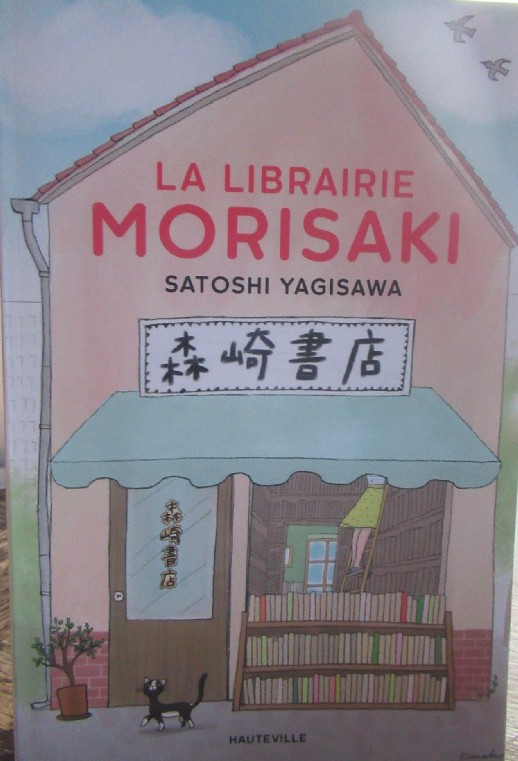 LA LIBRAIRIE
MORISAKI
SATOSHI YAGISAWA
森崎書店
森崎書店
HAUTEVILLE